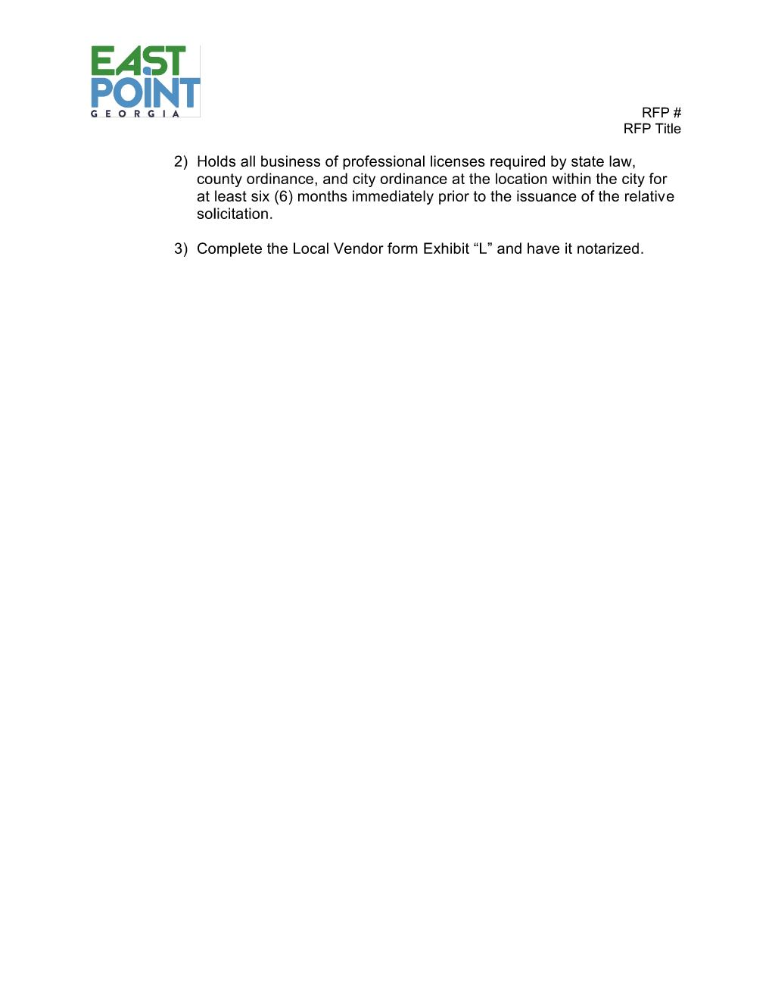 EAST
POINT
GEORGIA
RFP #
RFP Title
2) Holds all business of professional licenses required by state law,
county ordinance, and city ordinance at the location within the city for
at least six (6) months immediately prior to the issuance of the relative
solicitation.
3) Complete the Local Vendor form Exhibit “L” and have it notarized.